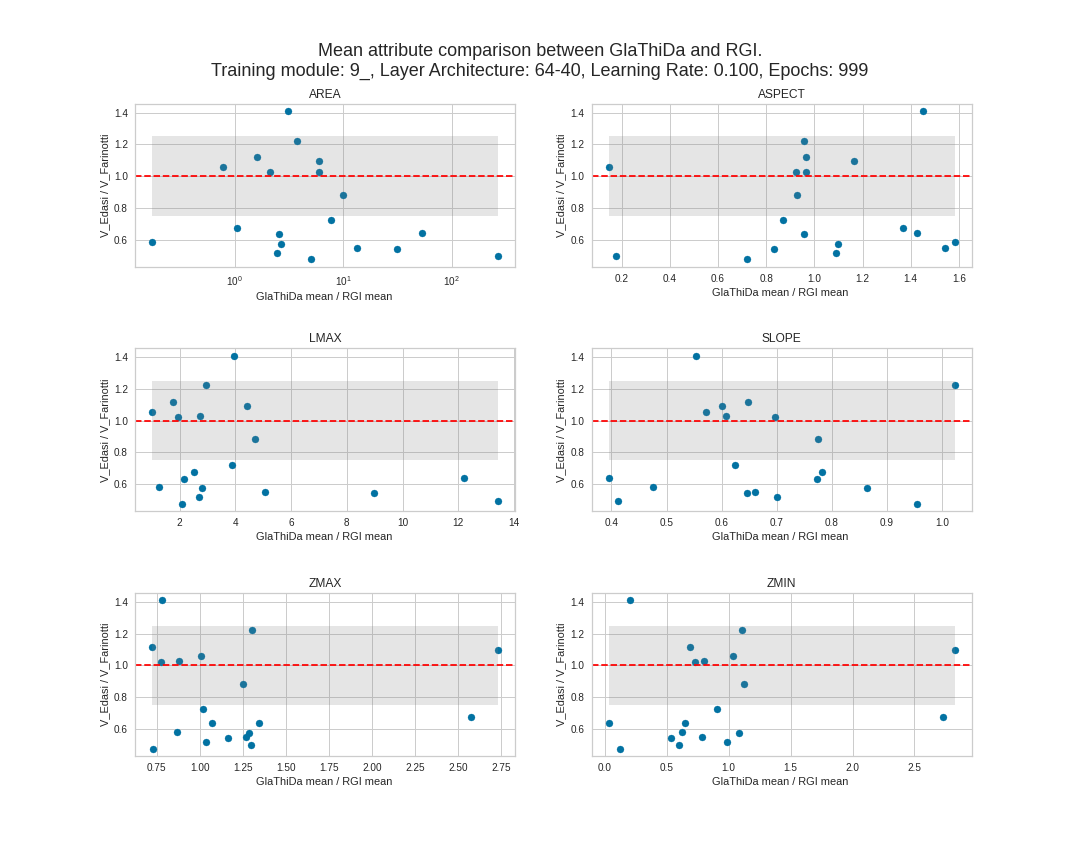 Mean attribute comparison between GlaThiDa and RGI.
Training module: 9_, Layer Architecture: 64-40, Learning Rate: 0.100, Epochs: 999
AREA
V_Edasi / V_Farinotti
1.4
1.2
1.0
0.8
0.6
10⁰ 10¹ 10²
GlaThiDa mean / RGI mean
ASPECT
V_Edasi / V_Farinotti
1.4
1.2
1.0
0.8
0.6
0.2 0.4 0.6 0.8 1.0 1.2 1.4 1.6
GlaThiDa mean / RGI mean
LMAX
V_Edasi / V_Farinotti
1.4
1.2
1.0
0.8
0.6
2 4 6 8 10 12 14
GlaThiDa mean / RGI mean
SLOPE
V_Edasi / V_Farinotti
1.4
1.2
1.0
0.8
0.6
0.4 0.5 0.6 0.7 0.8 0.9 1.0
GlaThiDa mean / RGI mean
ZMAX
V_Edasi / V_Farinotti
1.4
1.2
1.0
0.8
0.6
0.75 1.00 1.25 1.50 1.75 2.00 2.25 2.50 2.75
GlaThiDa mean / RGI mean
ZMIN
V_Edasi / V_Farinotti
1.4
1.2
1.0
0.8
0.6
0.0 0.5 1.0 1.5 2.0 2.5
GlaThiDa mean / RGI mean